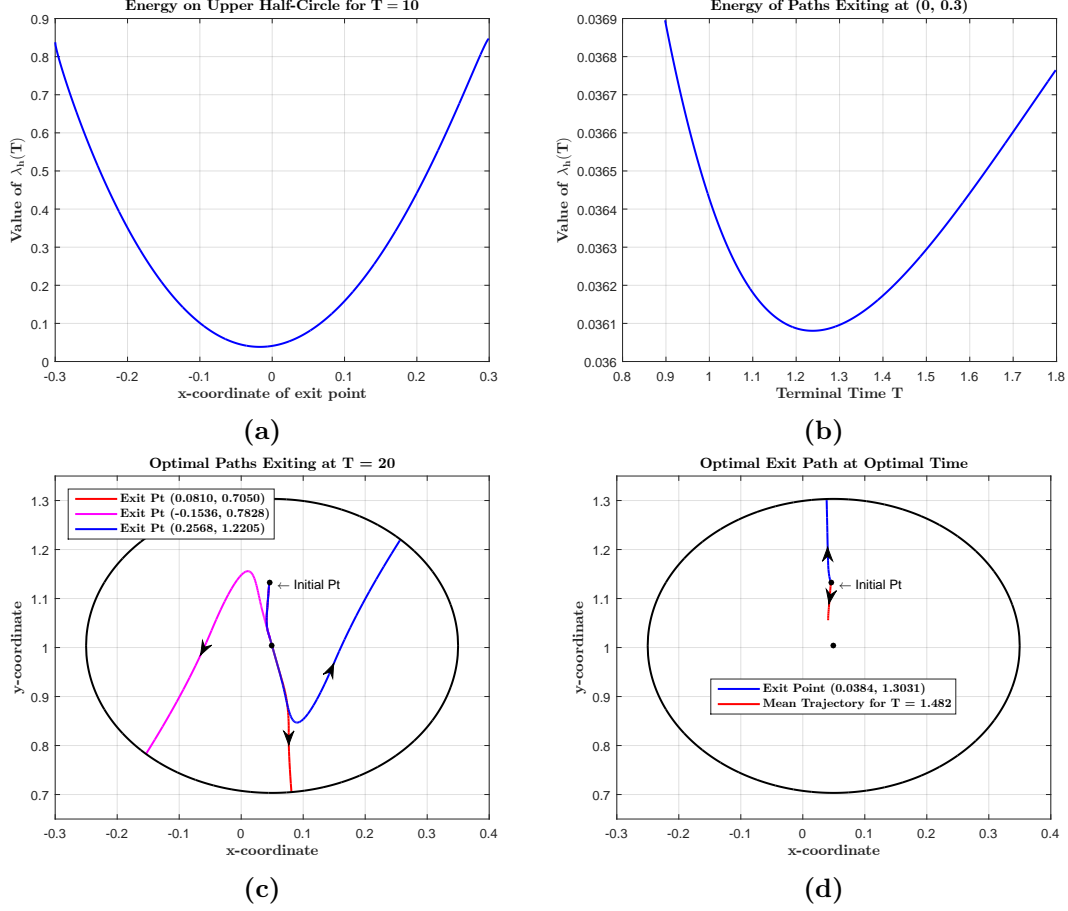 Energy on Upper Half-Circle for T = 10
Value of λh(T)
0.9
0.8
0.7
0.6
0.5
0.4
0.3
0.2
0.1
0
-0.3 -0.2 -0.1 0 0.1 0.2 0.3
x-coordinate of exit point
(a)
Energy of Paths Exiting at (0, 0.3)
Value of λh(T)
0.0369
0.0368
0.0367
0.0366
0.0365
0.0364
0.0363
0.0362
0.0361
0.036
0.8 0.9 1 1.1 1.2 1.3 1.4 1.5 1.6 1.7 1.8
Terminal Time T
(b)
Optimal Paths Exiting at T = 20
y-coordinate
1.3
1.2
1.1
1
0.9
0.8
0.7
Exit Pt (0.0810, 0.7050)
Exit Pt (-0.1536, 0.7828)
Exit Pt (0.2568, 1.2205)
← Initial Pt
-0.3 -0.2 -0.1 0 0.1 0.2 0.3 0.4
x-coordinate
(c)
Optimal Exit Path at Optimal Time
y-coordinate
1.3
1.2
1.1
1
0.9
0.8
0.7
← Initial Pt
Exit Point (0.0384, 1.3031)
Mean Trajectory for T = 1.482
-0.3 -0.2 -0.1 0 0.1 0.2 0.3 0.4
x-coordinate
(d)